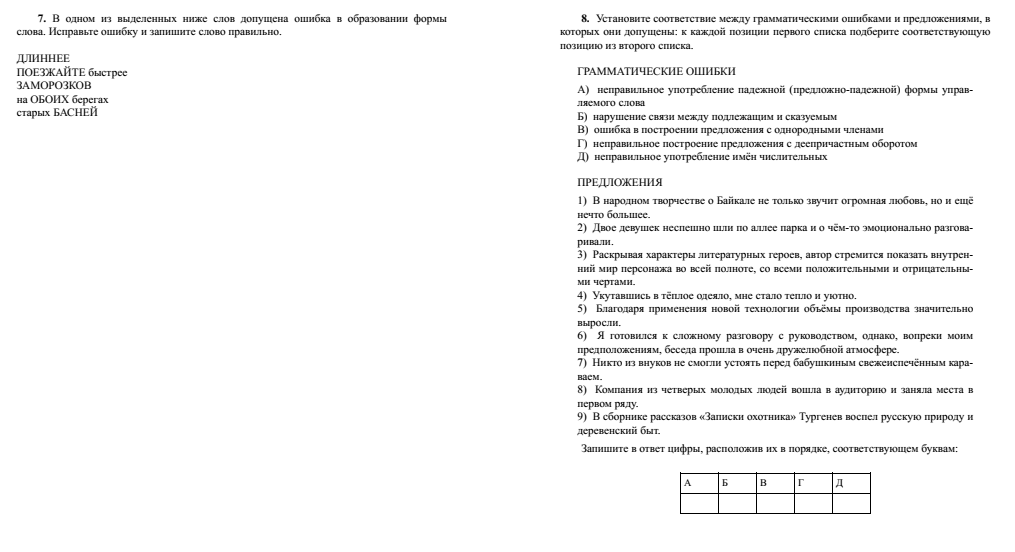 7. В одном из выделенных ниже слов допущена ошибка в образовании формы
слова. Исправьте ошибку и запишите слово правильно.
ДЛИННЕЕ
ПОЕЗЖАЙТЕ быстрее
ЗАМОРОЗКОВ
на ОБОИХ берегах
старых БАСНЕЙ
8. Установите соответствие между грамматическими ошибками и предложениями, в
которых они допущены: к каждой позиции первого списка подберите соответствующую
позицию из второго списка.
ГРАММАТИЧЕСКИЕ ОШИБКИ
А) неправильное употребление падежной (предложно-падежной) формы управ-
ляемого слова
Б) нарушение связи между подлежащим и сказуемым
В) ошибка в построении предложения с однородными членами
Г) неправильное построение предложения с деепричастным оборотом
Д) неправильное употребление имён числительных
ПРЕДЛОЖЕНИЯ
1) В народном творчестве о Байкале не только звучит огромная любовь, но и ещё
нечто большее.
2) Двое девушек неспешно шли по аллее парка и о чём-то эмоционально разгова-
ривали.
3) Раскрывая характеры литературных героев, автор стремится показать внутрен-
ний мир персонажа во всей полноте, со всеми положительными и отрицательны-
ми чертами.
4) Укутавшись в тёплое одеяло, мне стало тепло и уютно.
5) Благодаря применения новой технологии объёмы производства значительно
выросли.
6) Я готовился к сложному разговору с руководством, однако, вопреки моим
предположениям, беседа прошла в очень дружелюбной атмосфере.
7) Никто из внуков не смогли устоять перед бабушкиным свежеиспечённым кара-
ваем.
8) Компания из четверых молодых людей вошла в аудиторию и заняла места в
первом ряду.
9) В сборнике рассказов «Записки охотника» Тургенев воспел русскую природу и
деревенский быт.
Запишите в ответ цифры, расположив их в порядке, соответствующем буквам:
А Б В Г Д